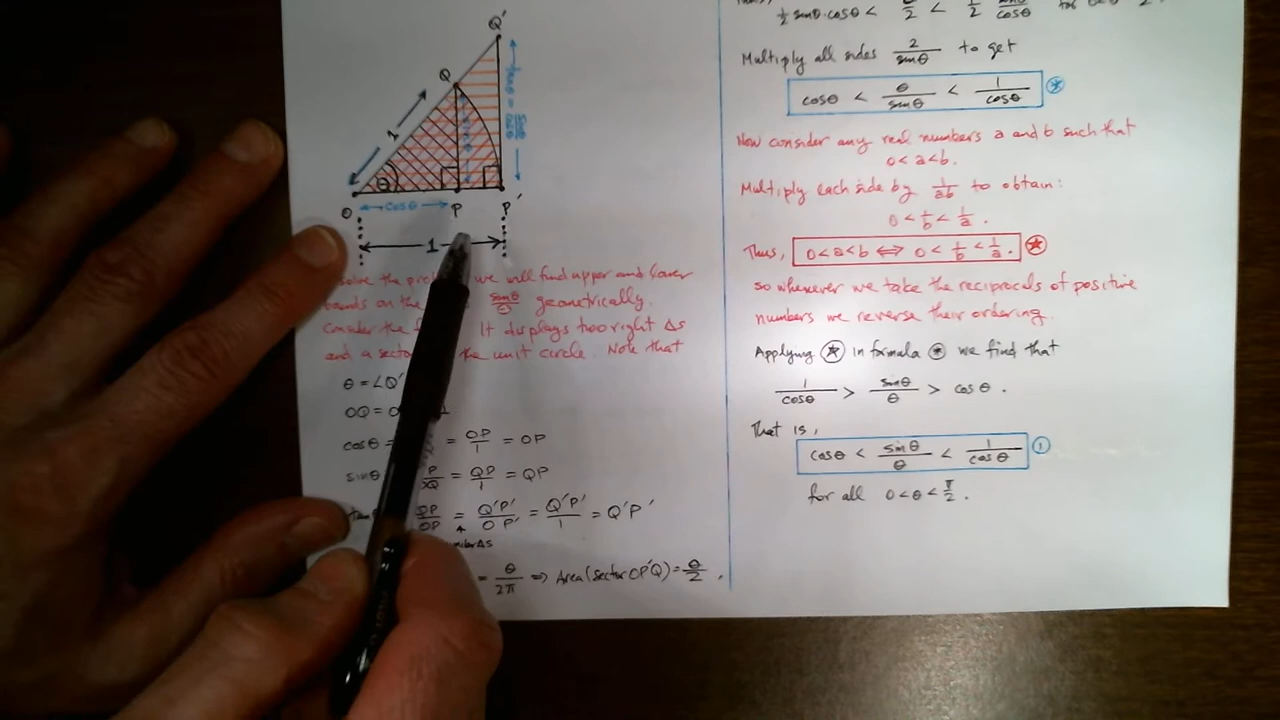 Q'
Q
1
tanθ = sinθ/cosθ
θ
O
cosθ
P
P'
1
solve the we will find upper and lower
on the sinθ/θ geometrically.
Consider the It displays two right Δs
and a the unit circle. Note that
θ = ∠Q'
OQ =
cosθ = = OP/1 = OP
sinθ = QP/1 = QP
QP/OP = Q'P'/OP' = Q'P'/1 = Q'P'
Δs
= θ/2π ⇒ Area(sector OP'Q) = θ/2.
1/2 sinθ·cosθ < θ/2 < 1/2 sinθ/cosθ for
Multiply all sides 2/sinθ to get
cosθ < θ/sinθ < 1/cosθ ⊛
Now consider any real numbers a and b such that
0 < a < b.
Multiply each side by 1/ab to obtain:
0 < 1/b < 1/a.
Thus, 0 < a < b ⟺ 0 < 1/b < 1/a. ✪
so whenever we take the reciprocals of positive
numbers we reverse their ordering.
Applying ✪ in formula ⊛ we find that
1/cosθ > sinθ/θ > cosθ.
That is,
cosθ < sinθ/θ < 1/cosθ ①
for all 0 < θ < π/2.